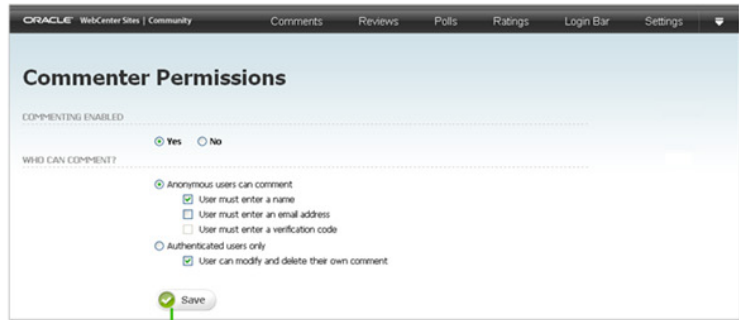 ORACLE WebCenter Sites | Community Comments Reviews Polls Ratings Login Bar Settings
Commenter Permissions
COMMENTING ENABLED
Yes No
WHO CAN COMMENT?
Anonymous users can comment
User must enter a name
User must enter an email address
User must enter a verification code
Authenticated users only
User can modify and delete their own comment
Save